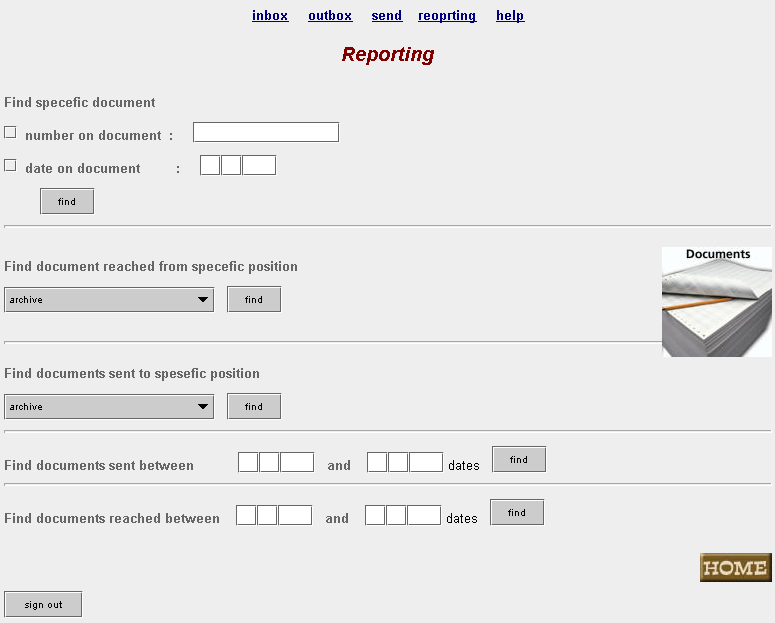 inbox outbox send reoprting help
Reporting
Find specefic document
number on document :
date on document :
find
Documents
Find document reached from specefic position
archive find
Find documents sent to spesefic position
archive find
Find documents sent between and dates find
Find documents reached between and dates find
HOME
sign out